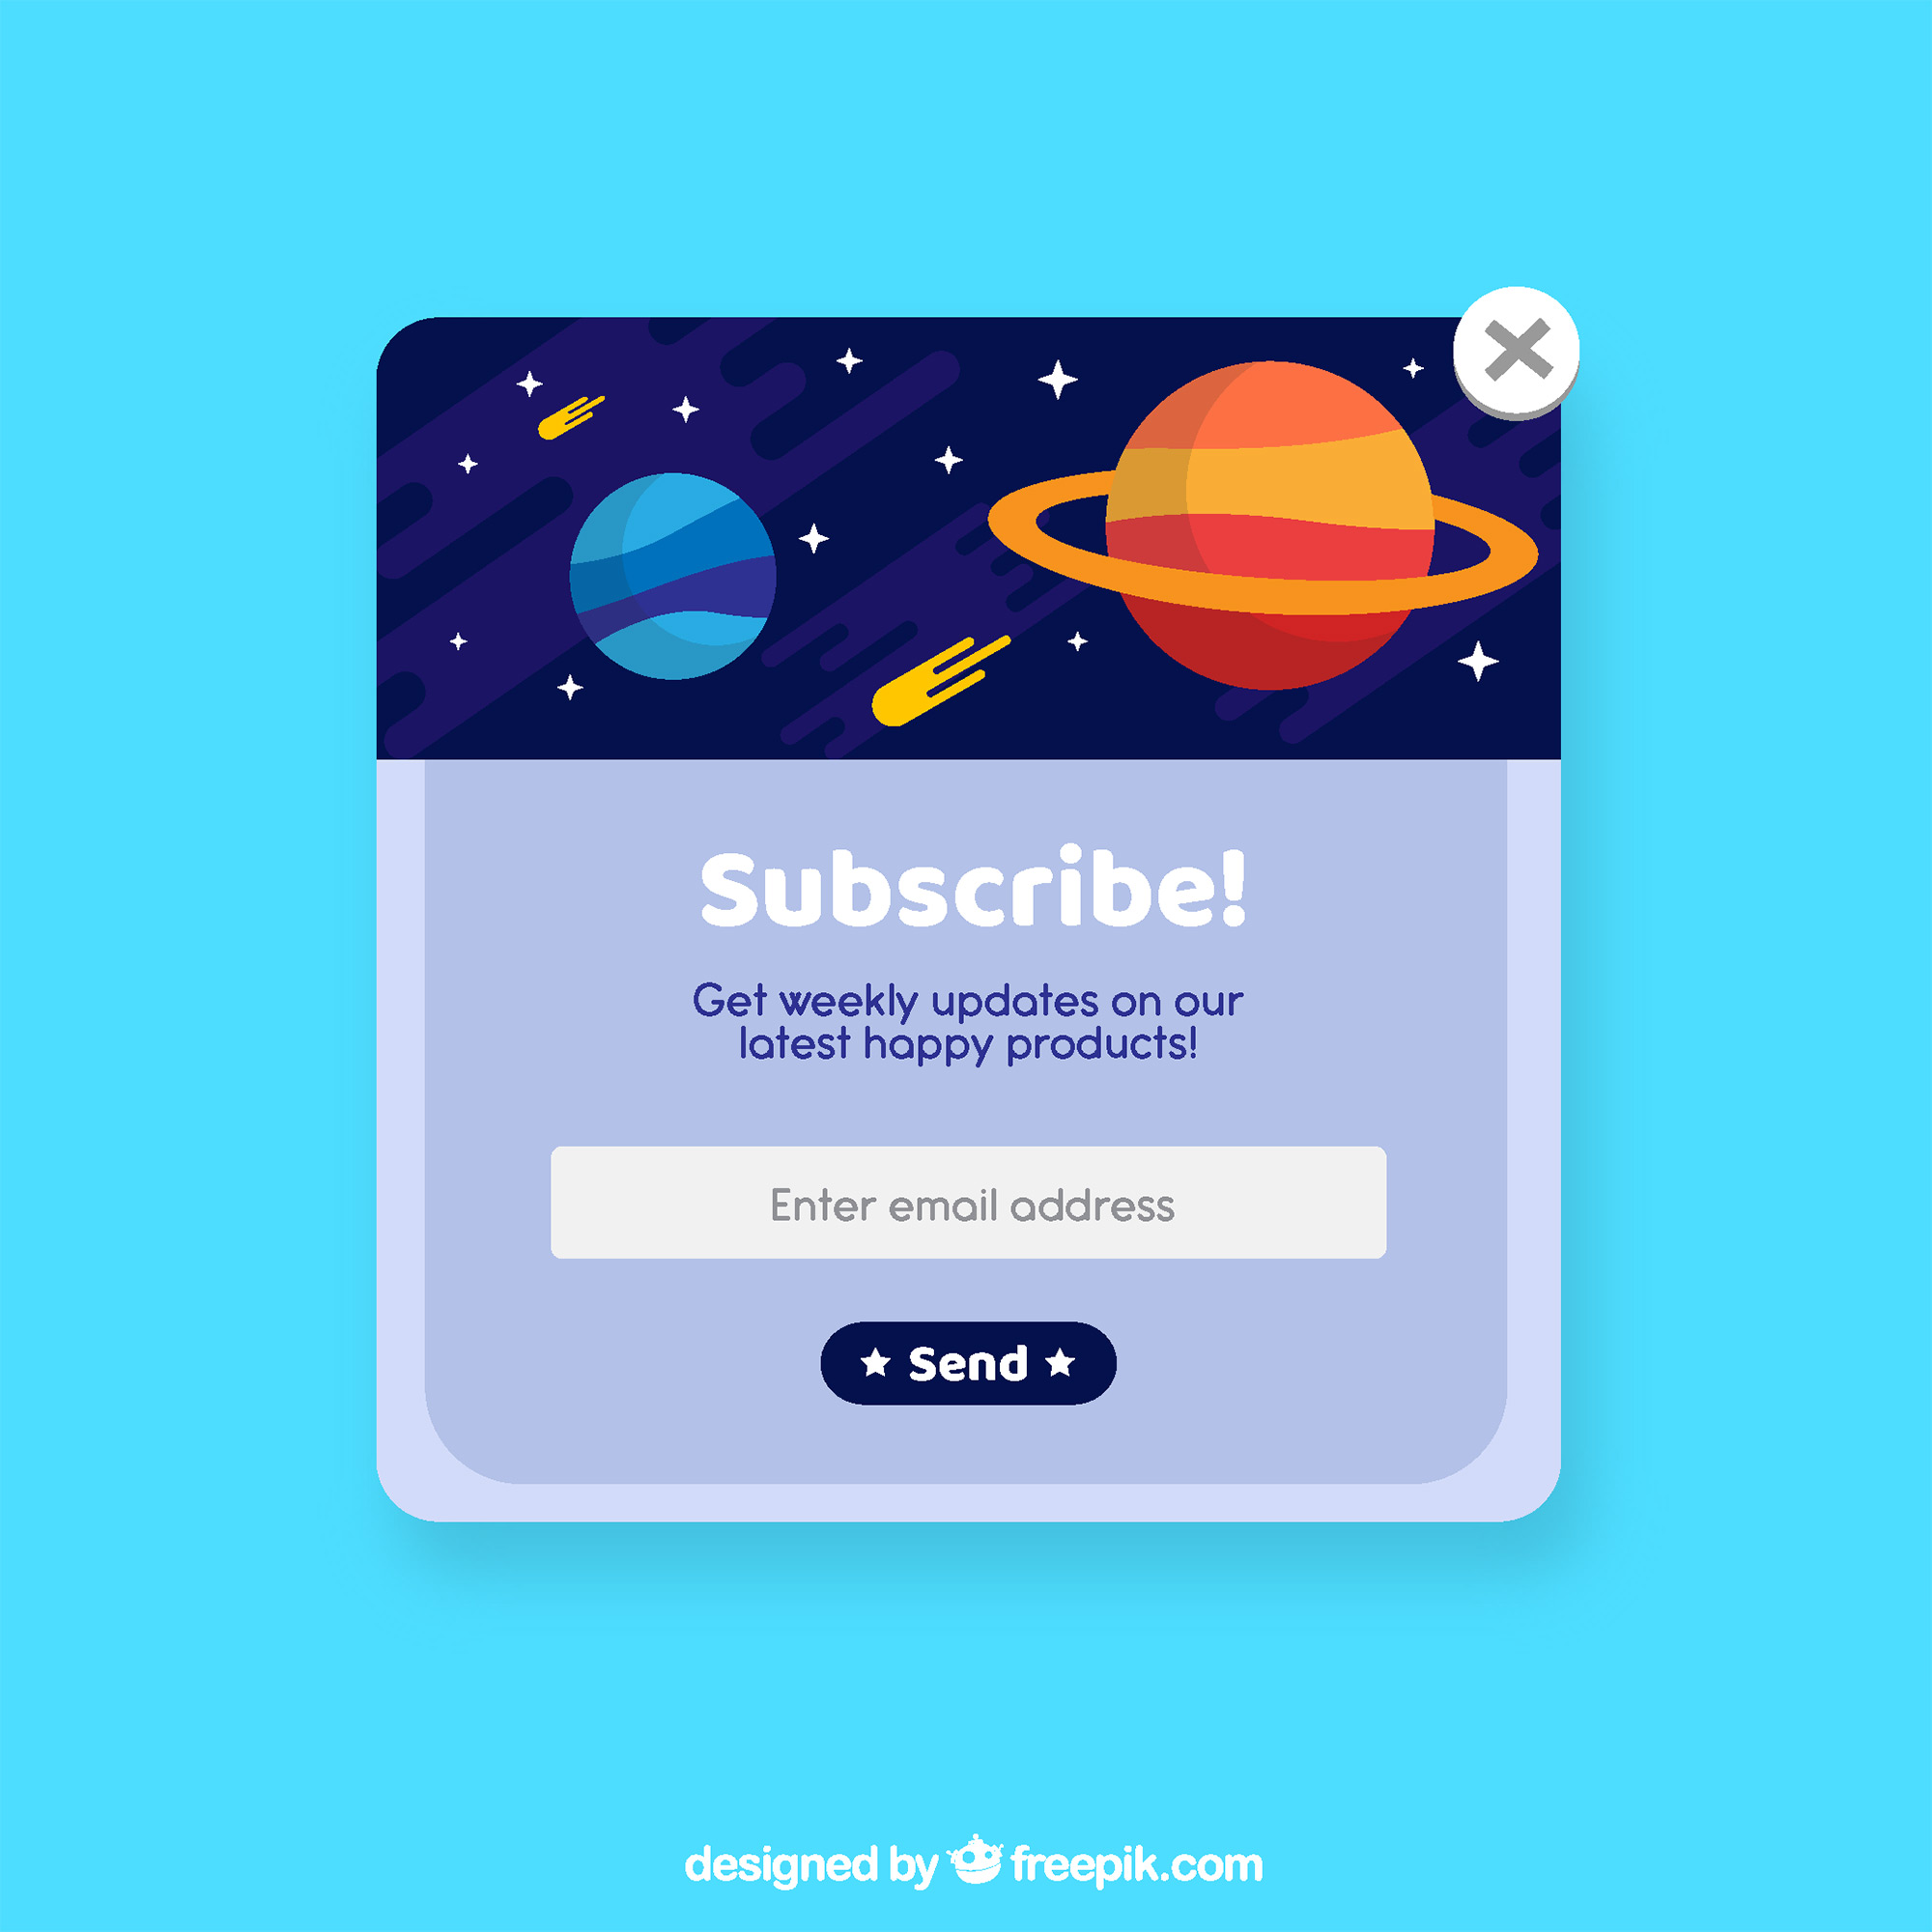 Subscribe!
Get weekly updates on our
latest happy products!
Enter email address
Send
designed by freepik.com